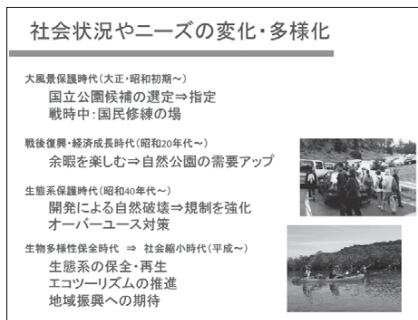 社会状況やニーズの変化・多様化
大風景保護時代(大正・昭和初期～)
国立公園候補の選定⇒指定
戦時中:国民修練の場
戦後復興・経済成長時代(昭和20年代～)
余暇を楽しむ⇒自然公園の需要アップ
生態系保護時代(昭和40年代～)
開発による自然破壊⇒規制を強化
オーバーユース対策
生物多様性保全時代 ⇒ 社会縮小時代(平成～)
生態系の保全・再生
エコツーリズムの推進
地域振興への期待